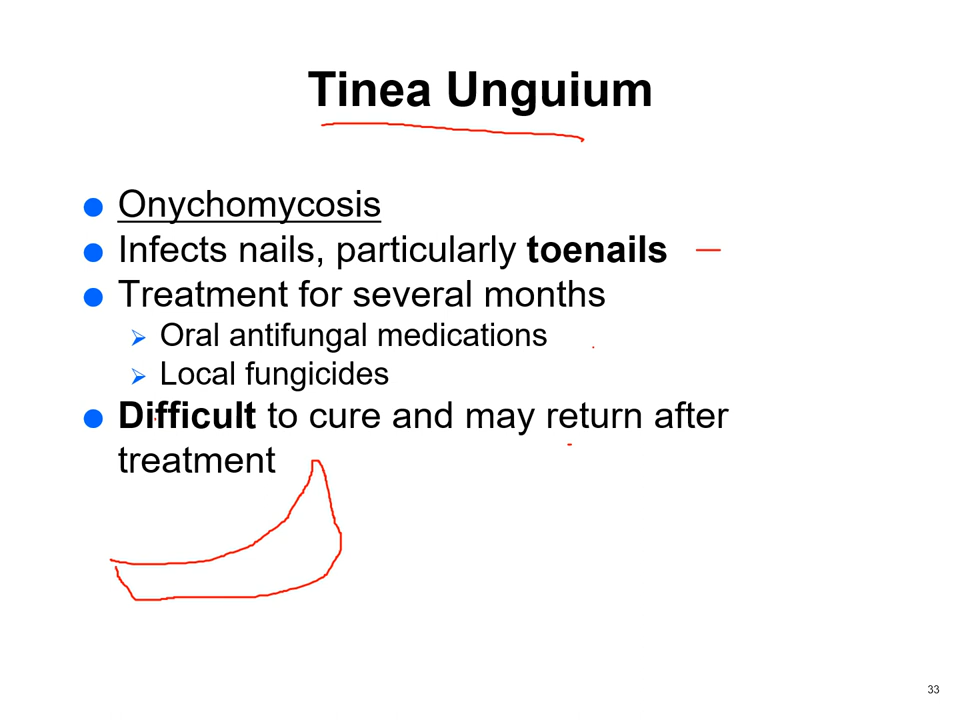 Tinea Unguium
Onychomycosis
Infects nails, particularly toenails
Treatment for several months
Oral antifungal medications
Local fungicides
Difficult to cure and may return after
treatment
33